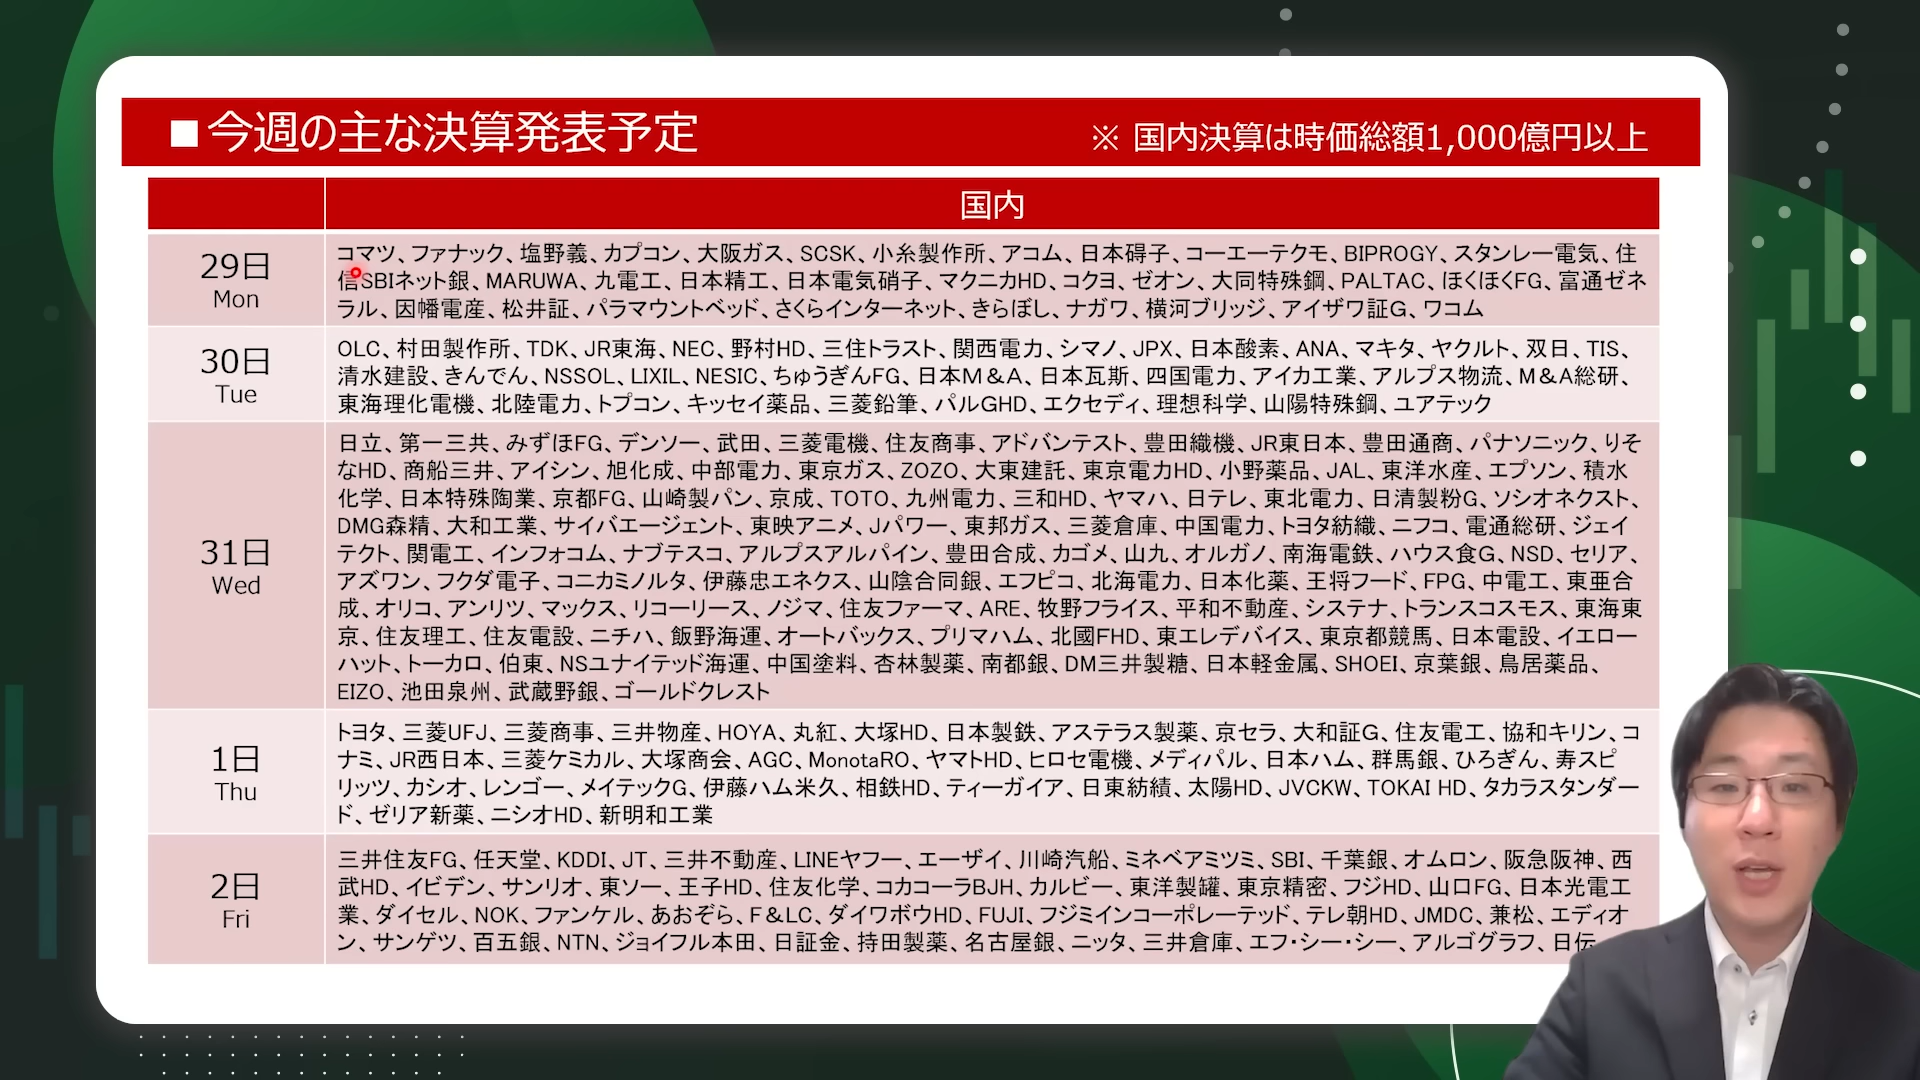 ■今週の主な決算発表予定
※ 国内決算は時価総額1,000億円以上
国内
29日
Mon
コマツ、ファナック、塩野義、カプコン、大阪ガス、SCSK、小糸製作所、アコム、日本碍子、コーエーテクモ、BIPROGY、スタンレー電気、住
信SBIネット銀、MARUWA、九電工、日本精工、日本電気硝子、マクニカHD、コクヨ、ゼオン、大同特殊鋼、PALTAC、ほくほくFG、富通ゼネ
ラル、因幡電産、松井証、パラマウントベッド、さくらインターネット、きらぼし、ナガワ、横河ブリッジ、アイザワ証G、ワコム
30日
Tue
OLC、村田製作所、TDK、JR東海、NEC、野村HD、三住トラスト、関西電力、シマノ、JPX、日本酸素、ANA、マキタ、ヤクルト、双日、TIS、
清水建設、きんでん、NSSOL、LIXIL、NESIC、ちゅうぎんFG、日本M&A、日本瓦斯、四国電力、アイカ工業、アルプス物流、M&A総研、
東海理化電機、北陸電力、トプコン、キッセイ薬品、三菱鉛筆、パルGHD、エクセディ、理想科学、山陽特殊鋼、ユアテック
31日
Wed
日立、第一三共、みずほFG、デンソー、武田、三菱電機、住友商事、アドバンテスト、豊田織機、JR東日本、豊田通商、パナソニック、りそ
なHD、商船三井、アイシン、旭化成、中部電力、東京ガス、ZOZO、大東建託、東京電力HD、小野薬品、JAL、東洋水産、エプソン、積水
化学、日本特殊陶業、京都FG、山崎製パン、京成、TOTO、九州電力、三和HD、ヤマハ、日テレ、東北電力、日清製粉G、ソシオネクスト、
DMG森精、大和工業、サイバエージェント、東映アニメ、Jパワー、東邦ガス、三菱倉庫、中国電力、トヨタ紡織、ニフコ、電通総研、ジェイ
テクト、関電工、インフォコム、ナブテスコ、アルプスアルパイン、豊田合成、カゴメ、山九、オルガノ、南海電鉄、ハウス食G、NSD、セリア、
アズワン、フクダ電子、コニカミノルタ、伊藤忠エネクス、山陰合同銀、エフピコ、北海電力、日本化薬、王将フード、FPG、中電工、東亜合
成、オリコ、アンリツ、マックス、リコーリース、ノジマ、住友ファーマ、ARE、牧野フライス、平和不動産、システナ、トランスコスモス、東海東
京、住友理工、住友電設、ニチハ、飯野海運、オートバックス、プリマハム、北國FHD、東エレデバイス、東京都競馬、日本電設、イエロー
ハット、トーカロ、伯東、NSユナイテッド海運、中国塗料、杏林製薬、南都銀、DM三井製糖、日本軽金属、SHOEI、京葉銀、鳥居薬品、
EIZO、池田泉州、武蔵野銀、ゴールドクレスト
1日
Thu
トヨタ、三菱UFJ、三菱商事、三井物産、HOYA、丸紅、大塚HD、日本製鉄、アステラス製薬、京セラ、大和証G、住友電工、協和キリン、コ
ナミ、JR西日本、三菱ケミカル、大塚商会、AGC、MonotaRO、ヤマトHD、ヒロセ電機、メディパル、日本ハム、群馬銀、ひろぎん、寿スピ
リッツ、カシオ、レンゴー、メイテックG、伊藤ハム米久、相鉄HD、ティーガイア、日東紡績、太陽HD、JVCKW、TOKAI HD、タカラスタンダー
ド、ゼリア新薬、ニシオHD、新明和工業
2日
Fri
三井住友FG、任天堂、KDDI、JT、三井不動産、LINEヤフー、エーザイ、川崎汽船、ミネベアミツミ、SBI、千葉銀、オムロン、阪急阪神、西
武HD、イビデン、サンリオ、東ソー、王子HD、住友化学、コカコーラBJH、カルビー、東洋製罐、東京精密、フジHD、山口FG、日本光電工
業、ダイセル、NOK、ファンケル、あおぞら、F&LC、ダイワボウHD、FUJI、フジミインコーポレーテッド、テレ朝HD、JMDC、兼松、エディオ
ン、サンゲツ、百五銀、NTN、ジョイフル本田、日証金、持田製薬、名古屋銀、ニッタ、三井倉庫、エフ・シー・シー、アルゴグラフ、日伝